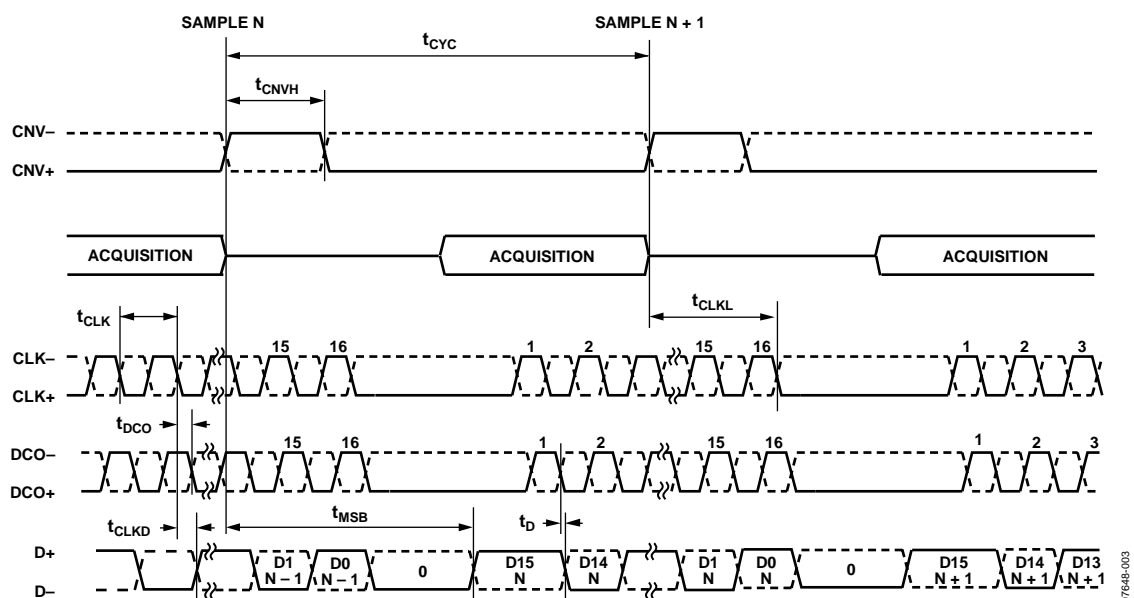 SAMPLE N SAMPLE N + 1
tCYC
tCNVH
CNV–
CNV+
ACQUISITION ACQUISITION ACQUISITION
tCLK tCLKL
15 16 1 2 15 16 1 2 3
CLK–
CLK+
tDCO
15 16 1 2 15 16 1 2 3
DCO–
DCO+
tCLKD tMSB tD
D+
D1 D0 0 D15 D14 D1 D0 0 D15 D14 D13
N – 1 N – 1 N N N N N + 1 N + 1 N + 1
D–
07648-003